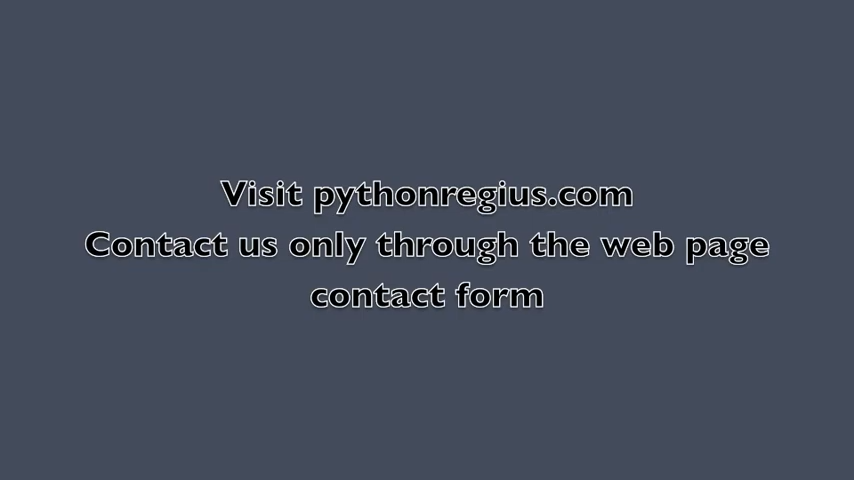 Visit pythonregius.com
Contact us only through the web page
contact form